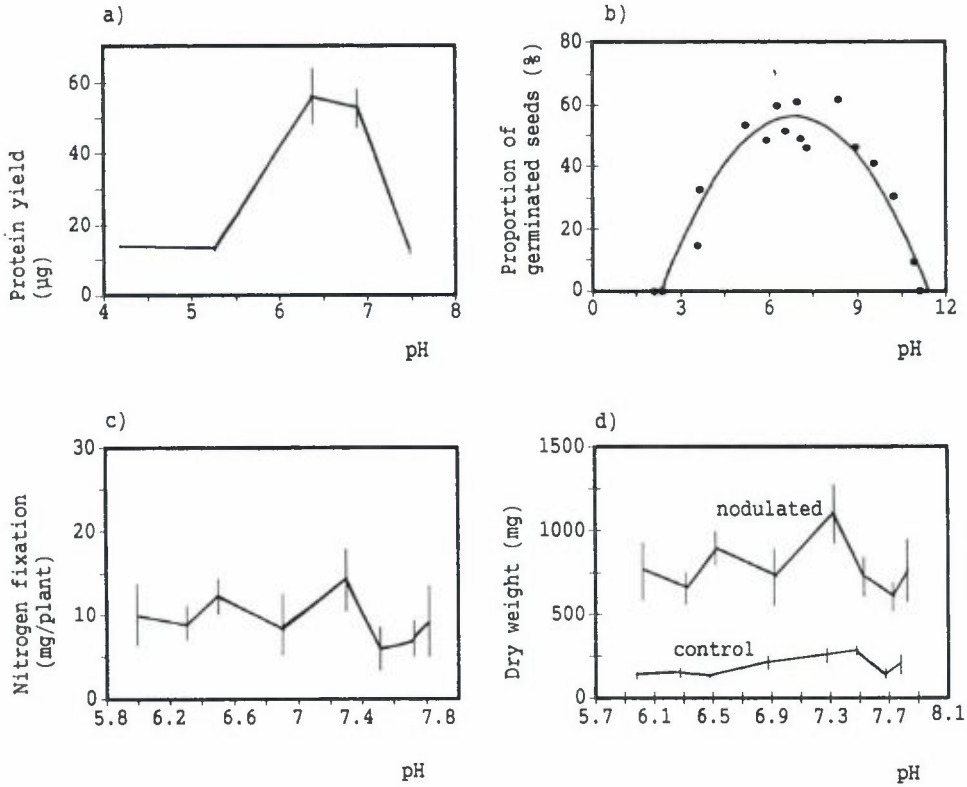 a)
Protein yield
(µg)
60
40
20
0
4
5
6
7
8
pH
b)
Proportion of
germinated seeds (%)
80
60
40
20
0
0
3
6
9
12
pH
c)
Nitrogen fixation
(mg/plant)
30
20
10
0
5.8
6.2
6.6
7
7.4
7.8
pH
d)
Dry weight (mg)
1500
1000
500
0
nodulated
control
5.7
6.1
6.5
6.9
7.3
7.7
8.1
pH